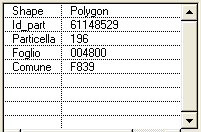 Shape Polygon
Id_part 61148529
Particella 196
Foglio 004800
Comune F839